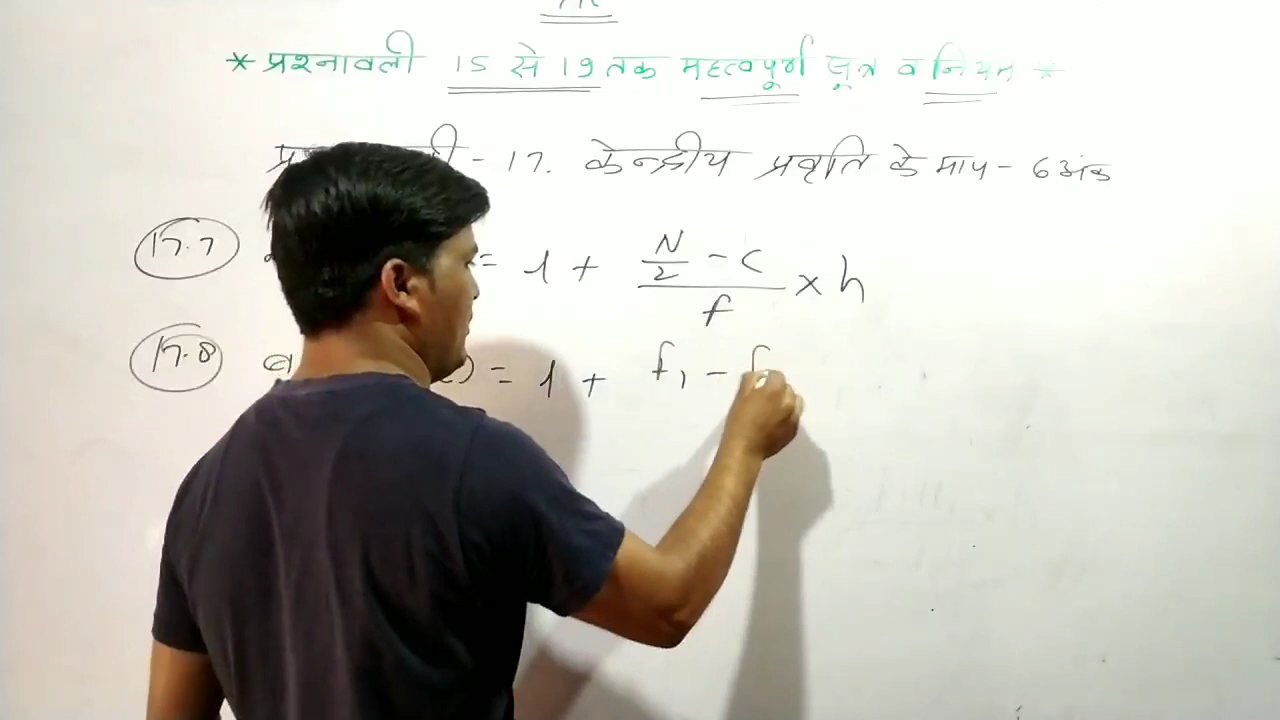 * प्रश्नावली 15 से 19 तक महत्वपूर्ण सूत्र व नियम *
- 17. केन्द्रीय प्रवृति के माप - 6 अंक
17.7 = l + (N/2 - c)/f × h
17.8 ) = l + f₁ - f